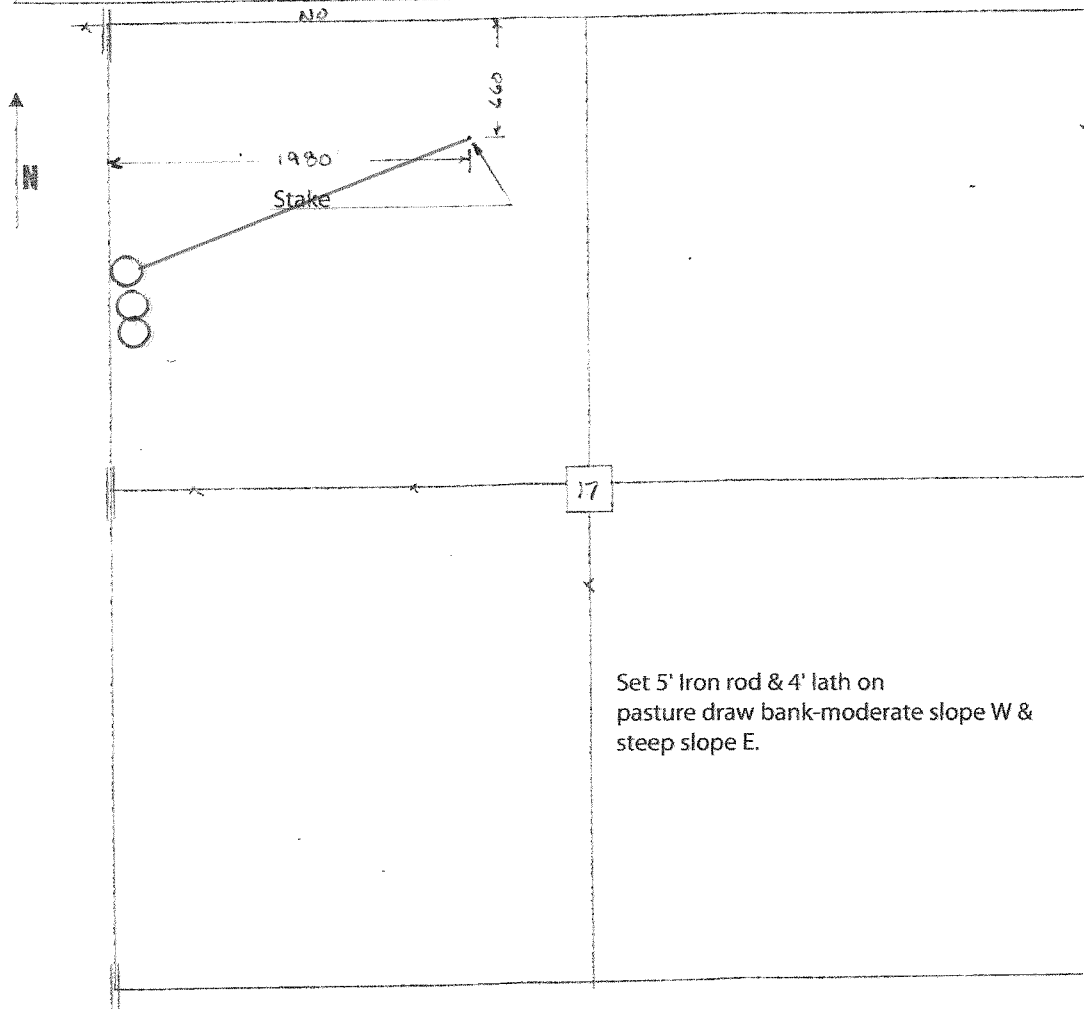 NO
660
N
1980
Stake
17
Set 5' Iron rod & 4' lath on
pasture draw bank-moderate slope W &
steep slope E.